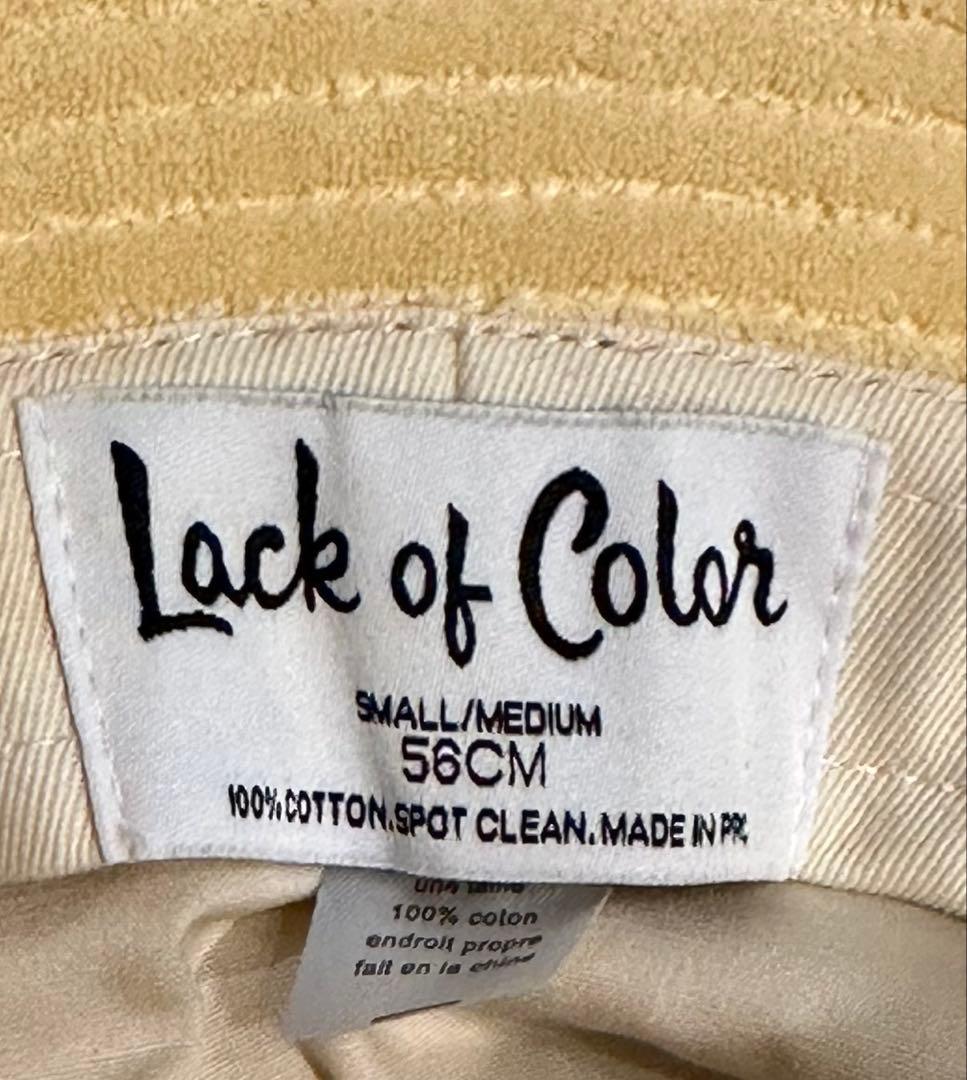 Lack of Color
SMALL/MEDIUM
56CM
100% COTTON. SPOT CLEAN. MADE IN PRC
une
100% coton
endroit propre
fait en la chine